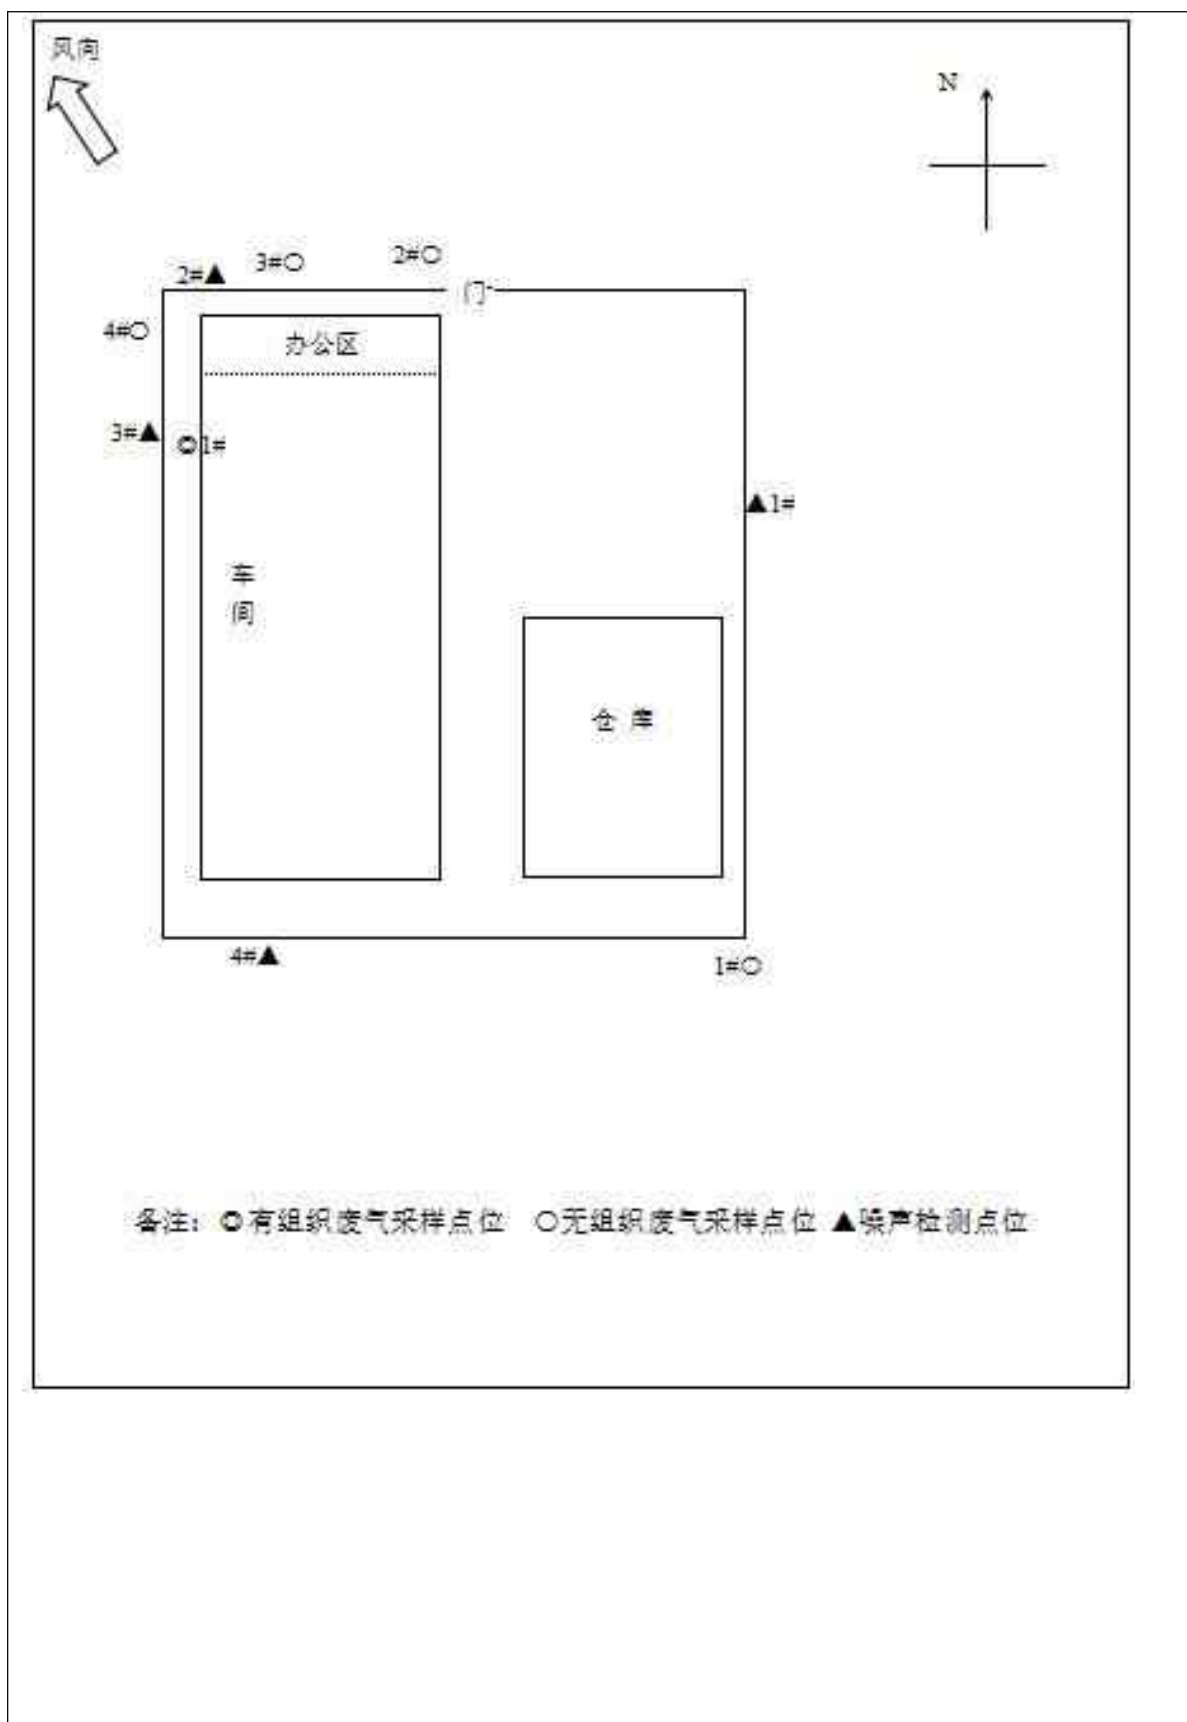 风向
N
2#▲ 3#○ 2#○
门
4#○
办公区
3#▲
◎1#
▲1#
车
间
仓 库
4#▲
1#○
备注：◎有组织废气采样点位 ○无组织废气采样点位 ▲噪声检测点位